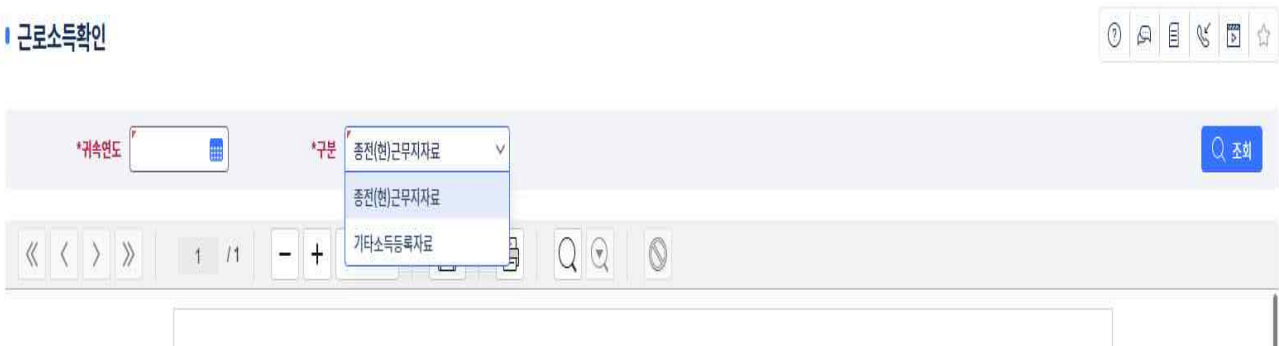 근로소득확인
*귀속연도 *구분 종전(현)근무지자료 조회
종전(현)근무지자료
기타소득등록자료
1 / 1